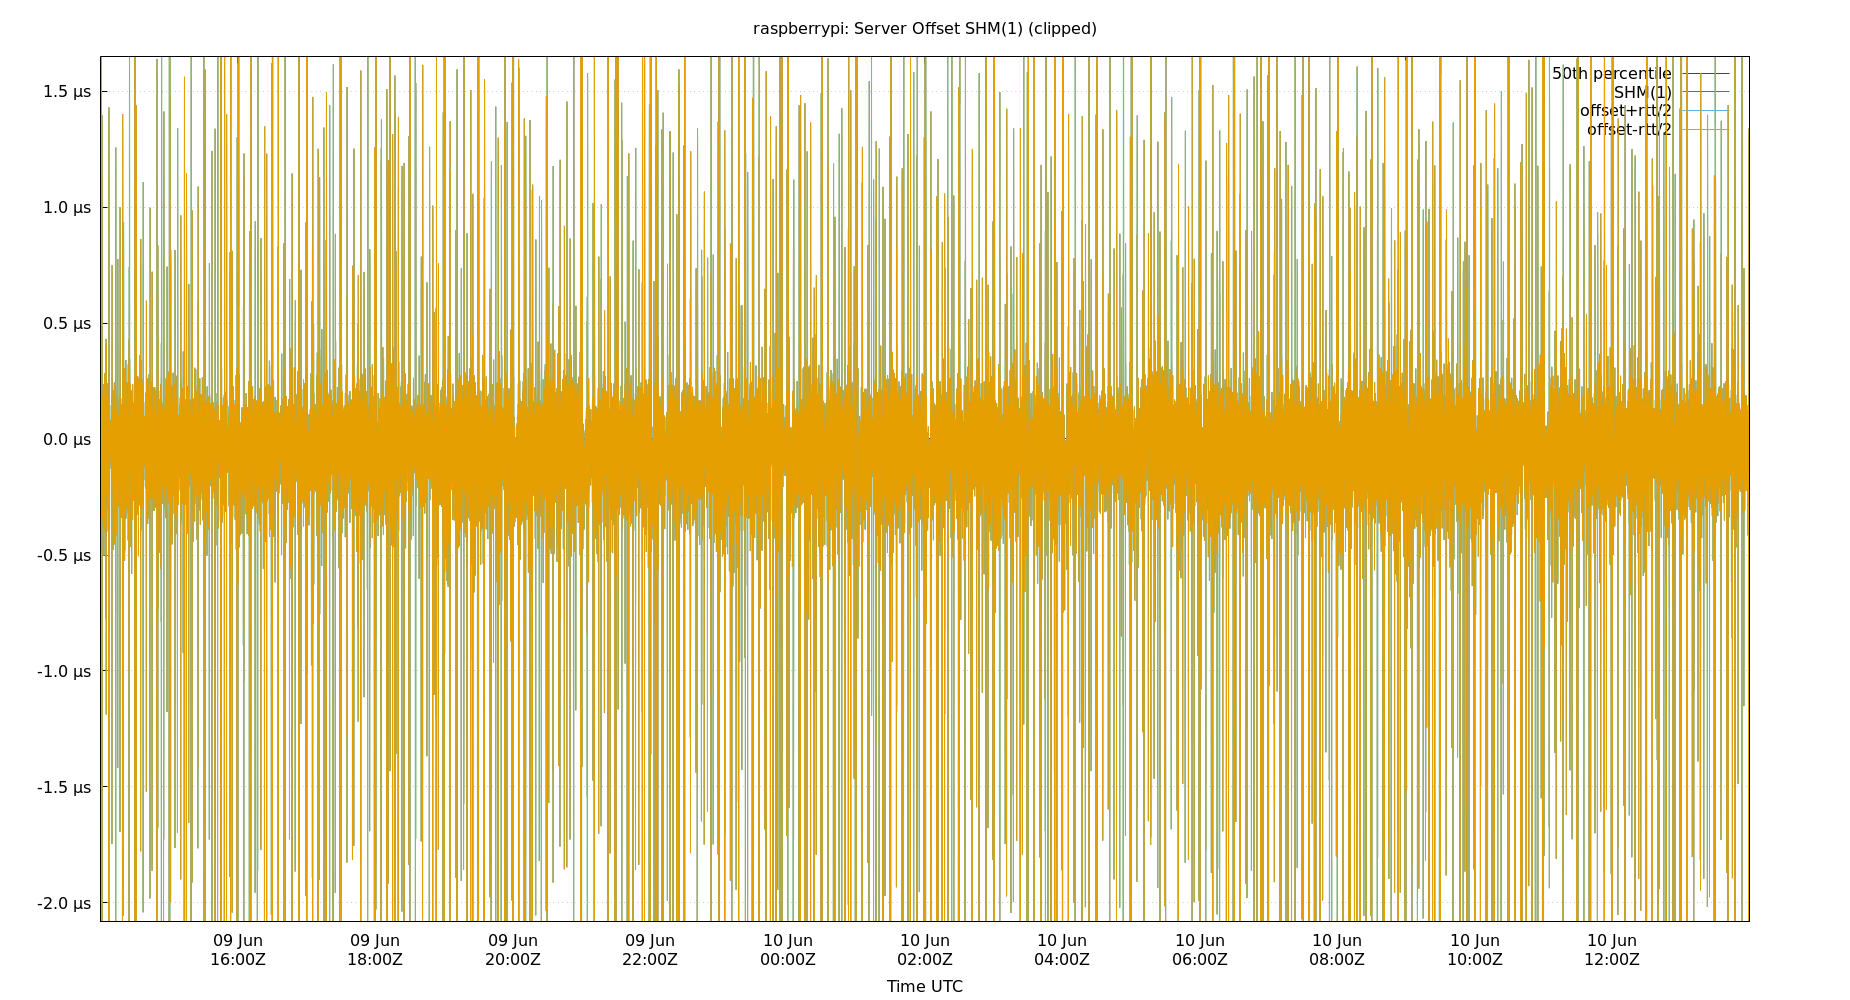 raspberrypi: Server Offset SHM(1) (clipped)
50th percentile
SHM(1)
offset+rtt/2
offset-rtt/2
1.5 µs
1.0 µs
0.5 µs
0.0 µs
-0.5 µs
-1.0 µs
-1.5 µs
-2.0 µs
09 Jun 09 Jun 09 Jun 09 Jun 10 Jun 10 Jun 10 Jun 10 Jun 10 Jun 10 Jun 10 Jun
16:00Z 18:00Z 20:00Z 22:00Z 00:00Z 02:00Z 04:00Z 06:00Z 08:00Z 10:00Z 12:00Z
Time UTC